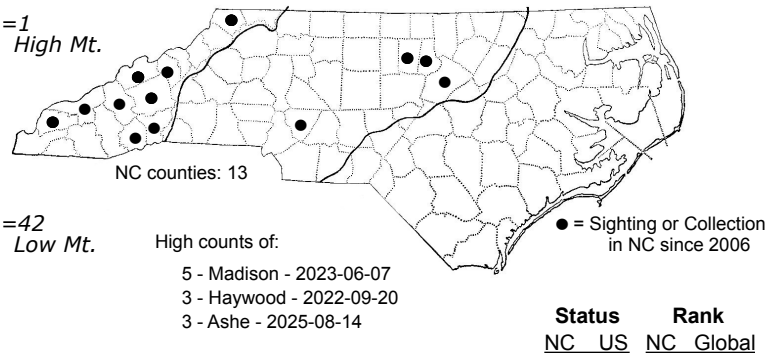 =1
High Mt.
NC counties: 13
=42
Low Mt.
High counts of:
5 - Madison - 2023-06-07
3 - Haywood - 2022-09-20
3 - Ashe - 2025-08-14
● = Sighting or Collection
in NC since 2006
Status Rank
NC US NC Global